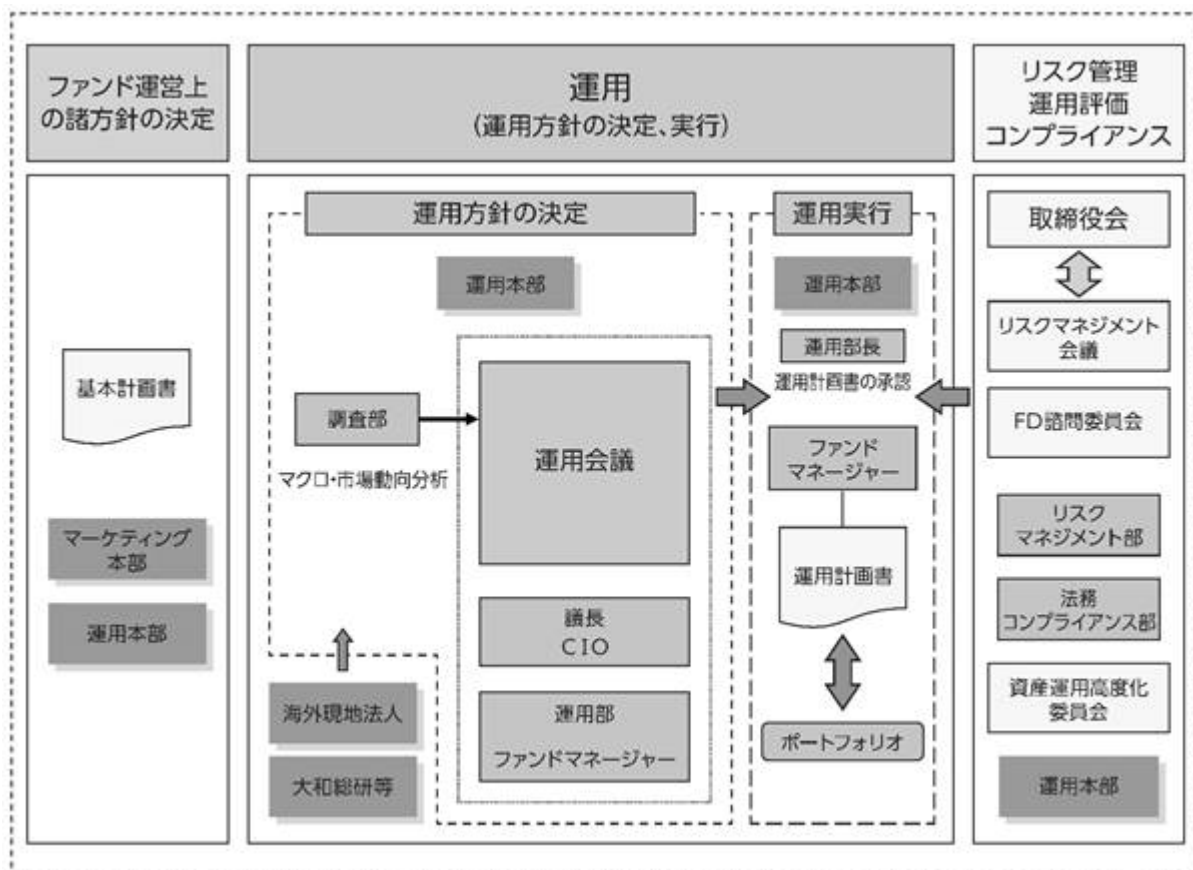 ファンド運営上
の諸方針の決定
運用
(運用方針の決定、実行)
リスク管理
運用評価
コンプライアンス
基本計画書
マーケティング
本部
運用本部
運用方針の決定
運用本部
調査部
マクロ・市場動向分析
運用会議
議長
CIO
運用部
ファンドマネージャー
海外現地法人
大和総研等
運用実行
運用本部
運用部長
運用計画書の承認
ファンド
マネージャー
運用計画書
ポートフォリオ
取締役会
リスクマネジメント
会議
FD諮問委員会
リスク
マネジメント部
法務
コンプライアンス部
資産運用高度化
委員会
運用本部